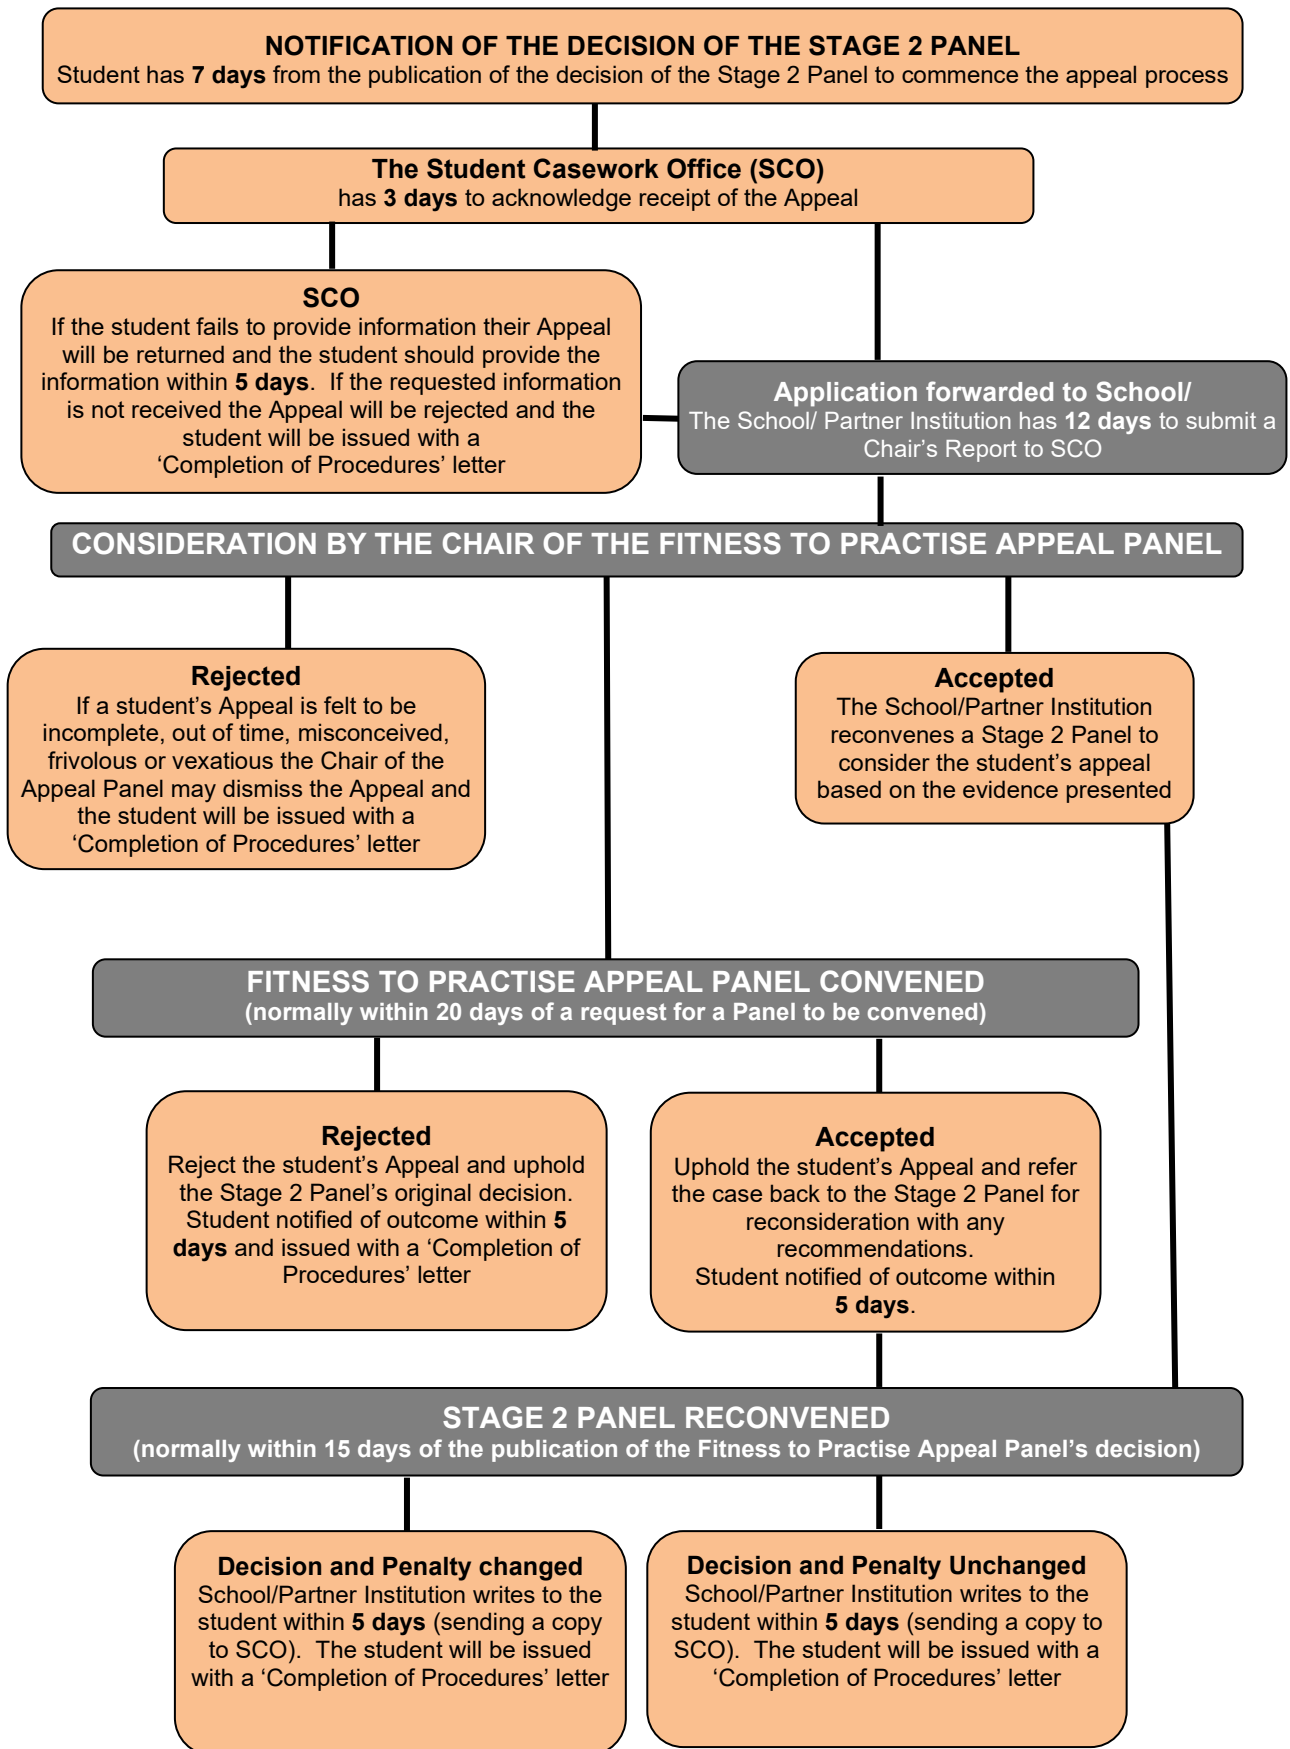 NOTIFICATION OF THE DECISION OF THE STAGE 2 PANEL
Student has 7 days from the publication of the decision of the Stage 2 Panel to commence the appeal process
The Student Casework Office (SCO)
has 3 days to acknowledge receipt of the Appeal
SCO
If the student fails to provide information their Appeal
will be returned and the student should provide the
information within 5 days.  If the requested information
is not received the Appeal will be rejected and the
student will be issued with a
‘Completion of Procedures’ letter
Application forwarded to School/
The School/ Partner Institution has 12 days to submit a
Chair’s Report to SCO
CONSIDERATION BY THE CHAIR OF THE FITNESS TO PRACTISE APPEAL PANEL
Rejected
If a student’s Appeal is felt to be
incomplete, out of time, misconceived,
frivolous or vexatious the Chair of the
Appeal Panel may dismiss the Appeal and
the student will be issued with a
‘Completion of Procedures’ letter
Accepted
The School/Partner Institution
reconvenes a Stage 2 Panel to
consider the student’s appeal
based on the evidence presented
FITNESS TO PRACTISE APPEAL PANEL CONVENED
(normally within 20 days of a request for a Panel to be convened)
Rejected
Reject the student’s Appeal and uphold
the Stage 2 Panel’s original decision.
Student notified of outcome within 5
days and issued with a ‘Completion of
Procedures’ letter
Accepted
Uphold the student’s Appeal and refer
the case back to the Stage 2 Panel for
reconsideration with any
recommendations.
Student notified of outcome within
5 days.
STAGE 2 PANEL RECONVENED
(normally within 15 days of the publication of the Fitness to Practise Appeal Panel’s decision)
Decision and Penalty changed
School/Partner Institution writes to the
student within 5 days (sending a copy
to SCO).  The student will be issued
with a ‘Completion of Procedures’ letter
Decision and Penalty Unchanged
School/Partner Institution writes to the
student within 5 days (sending a copy to
SCO).  The student will be issued with a
‘Completion of Procedures’ letter